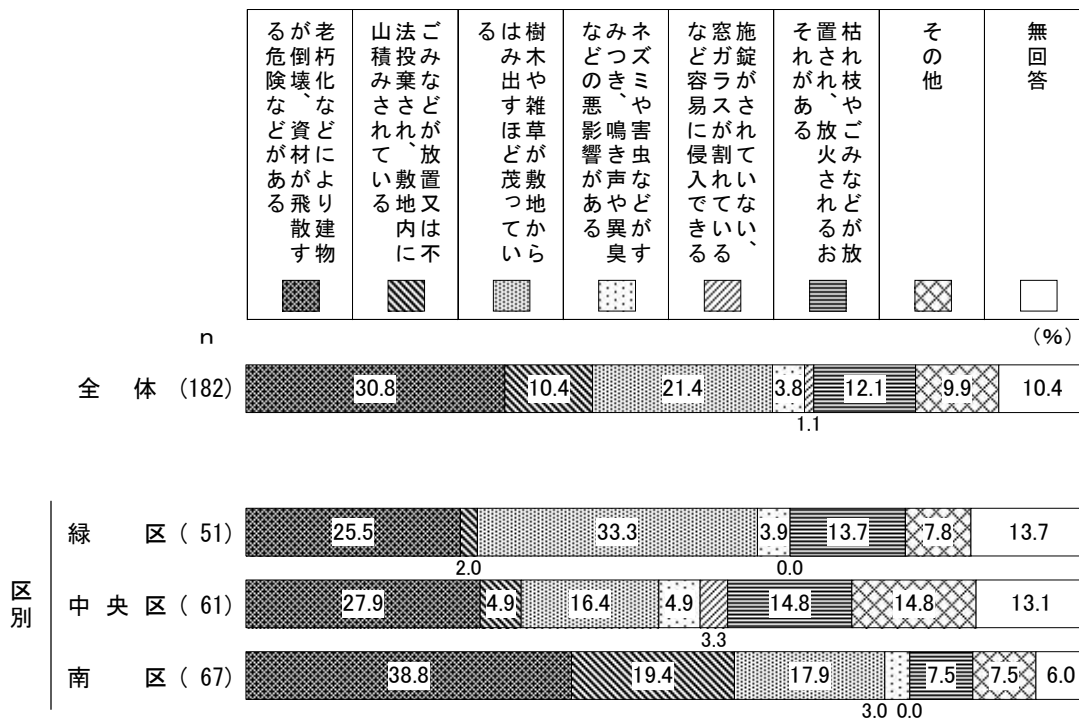 老朽化などにより建物
が倒壊、資材が飛散す
る危険などがある
ごみなどが放置又は不
法投棄され、敷地内に
山積みされている
樹木や雑草が敷地から
はみ出すほど茂ってい
る
ネズミや害虫などがす
みつき、鳴き声や異臭
などの悪影響がある
施錠がされていない、
窓ガラスが割れている
など容易に侵入できる
枯れ枝やごみなどが放
置され、放火されるお
それがある
その他
無回答
n
(%)
全 体 (182) 30.8 10.4 21.4 3.8 12.1 9.9 10.4
1.1
区別
緑 区 ( 51) 25.5 33.3 3.9 13.7 7.8 13.7
2.0 0.0
中 央 区 ( 61) 27.9 4.9 16.4 4.9 14.8 14.8 13.1
3.3
南 区 ( 67) 38.8 19.4 17.9 7.5 7.5 6.0
3.0 0.0